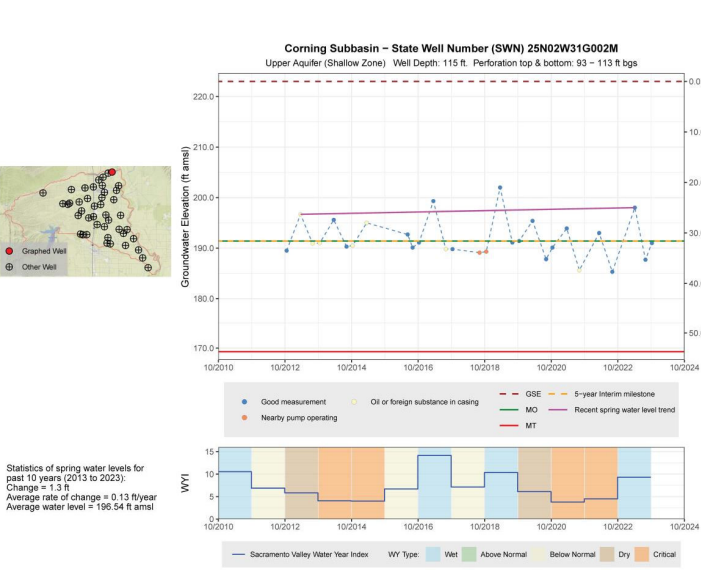 Corning Subbasin − State Well Number (SWN) 25N02W31G002M
Upper Aquifer (Shallow Zone) Well Depth: 115 ft. Perforation top & bottom: 93 − 113 ft bgs
Groundwater Elevation (ft amsl)
220.0
210.0
200.0
190.0
180.0
170.0
0.0
10.0
20.0
30.0
40.0
50.0
10/2010 10/2012 10/2014 10/2016 10/2018 10/2020 10/2022 10/2024
Graphed Well
Other Well
Good measurement
Oil or foreign substance in casing
Nearby pump operating
GSE
5-year Interim milestone
MO
Recent spring water level trend
MT
Statistics of spring water levels for
past 10 years (2013 to 2023):
Change = 1.3 ft
Average rate of change = 0.13 ft/year
Average water level = 196.54 ft amsl
WYI
15
10
5
0
10/2010 10/2012 10/2014 10/2016 10/2018 10/2020 10/2022 10/2024
Sacramento Valley Water Year Index WY Type: Wet Above Normal Below Normal Dry Critical